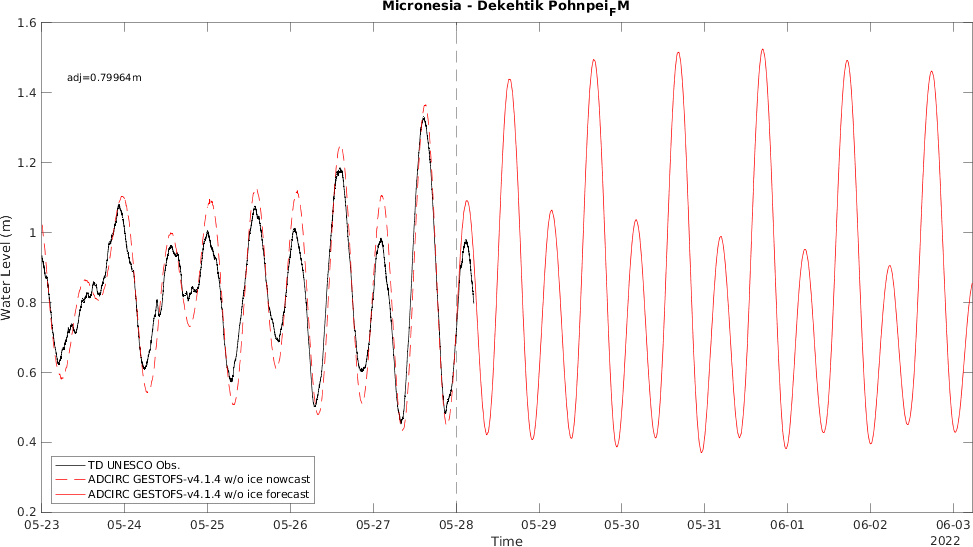 Micronesia - Dekehtik Pohnpei_FM
1.6
adj=0.79964m
1.4
1.2
1
0.8
0.6
0.4
0.2
Water Level (m)
TD UNESCO Obs.
ADCIRC GESTOFS-v4.1.4 w/o ice nowcast
ADCIRC GESTOFS-v4.1.4 w/o ice forecast
05-23 05-24 05-25 05-26 05-27 05-28 05-29 05-30 05-31 06-01 06-02 06-03
Time
2022